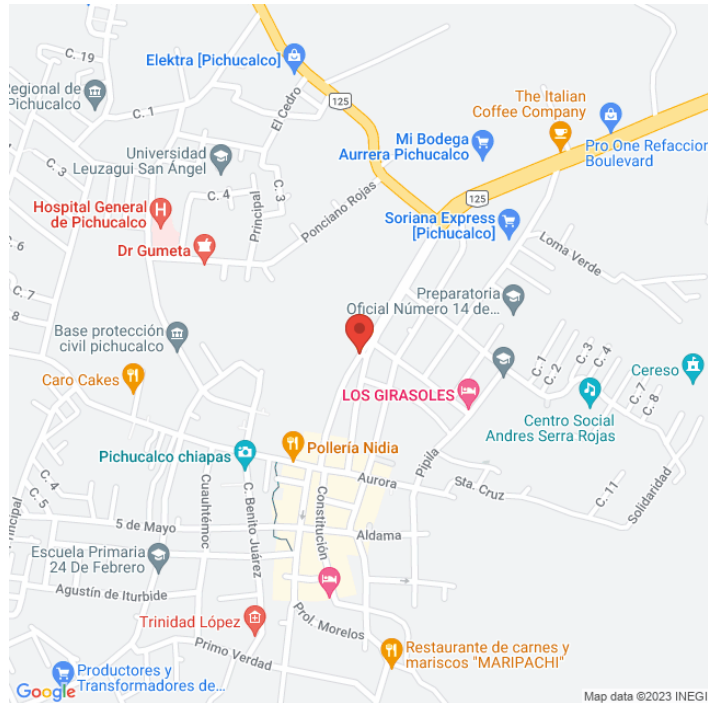 C. 19
Elektra [Pichucalco]
Regional de
Pichucalco
C. 1
El Cedro
125
The Italian
Coffee Company
Mi Bodega
Aurrera Pichucalco
Pro One Refaccion
Boulevard
Universidad
Leuzagui San Ángel
C. 3
C. 4
C. 3
Principal
Ponciano Rojas
125
Hospital General
de Pichucalco
Soriana Express
[Pichucalco]
C. 6
Dr Gumeta
Loma Verde
C. 7
8
Preparatoria
Oficial Número 14 de...
Base protección
civil pichucalco
C. 1
C. 2
C. 3
C. 4
Cereso
C. 7
C. 8
Caro Cakes
LOS GIRASOLES
Centro Social
Andres Serra Rojas
Pollería Nidia
Pichucalco chiapas
Pipila
Aurora
Sta. Cruz
C. 11
Solidaridad
C. 4
C. 5
Principal
Cuauhtémoc
C. Benito Juárez
Constitución
5 de Mayo
Aldama
Escuela Primaria
24 De Febrero
Agustín de Iturbide
Trinidad López
Prol. Morelos
Primo Verdad
Restaurante de carnes y
mariscos "MARIPACHI"
Productores y
Transformadores de...
Google
Map data ©2023 INEGI